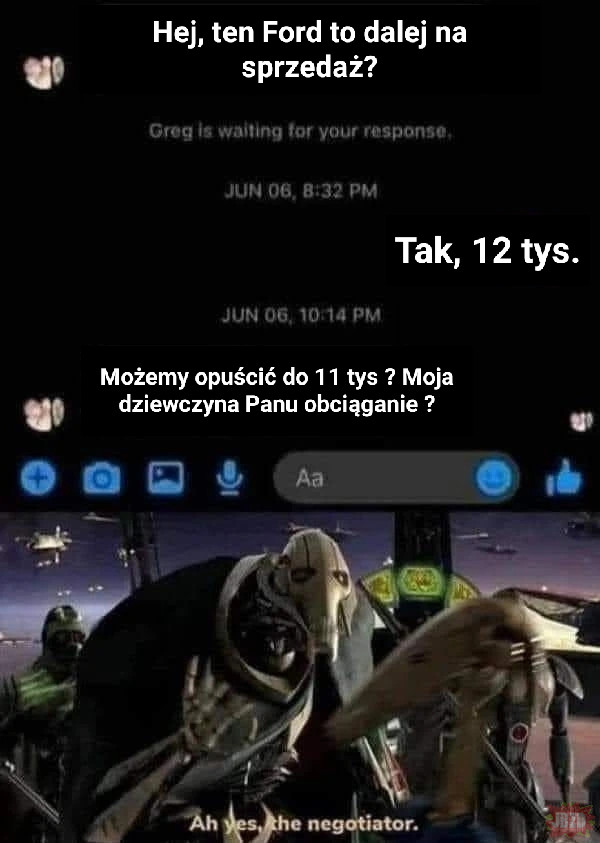 Hej, ten Ford to dalej na
sprzedaż?
Greg is waiting for your response.
JUN 06, 8:32 PM
Tak, 12 tys.
JUN 06, 10:14 PM
Możemy opuścić do 11 tys ? Moja
dziewczyna Panu obciąganie ?
Aa
Ah yes, the negotiator.